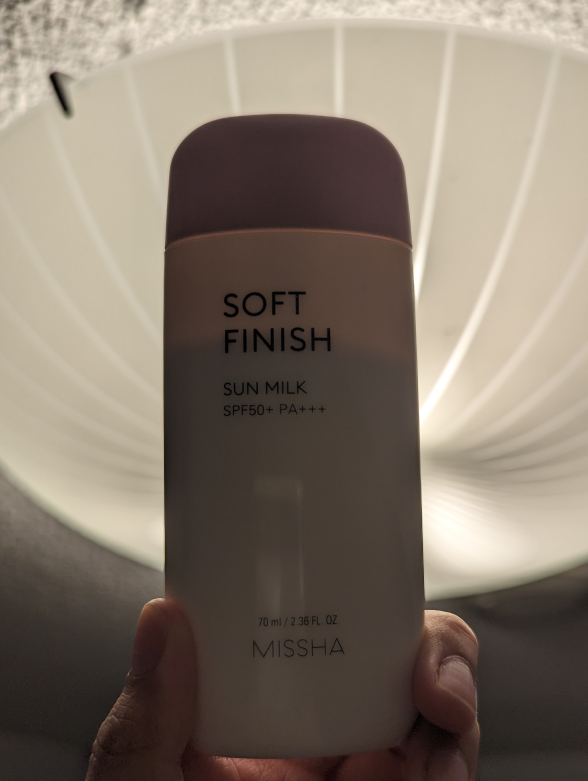 SOFT
FINISH
SUN MILK
SPF50+ PA+++
70 ml / 2.36 FL. OZ.
MISSHA